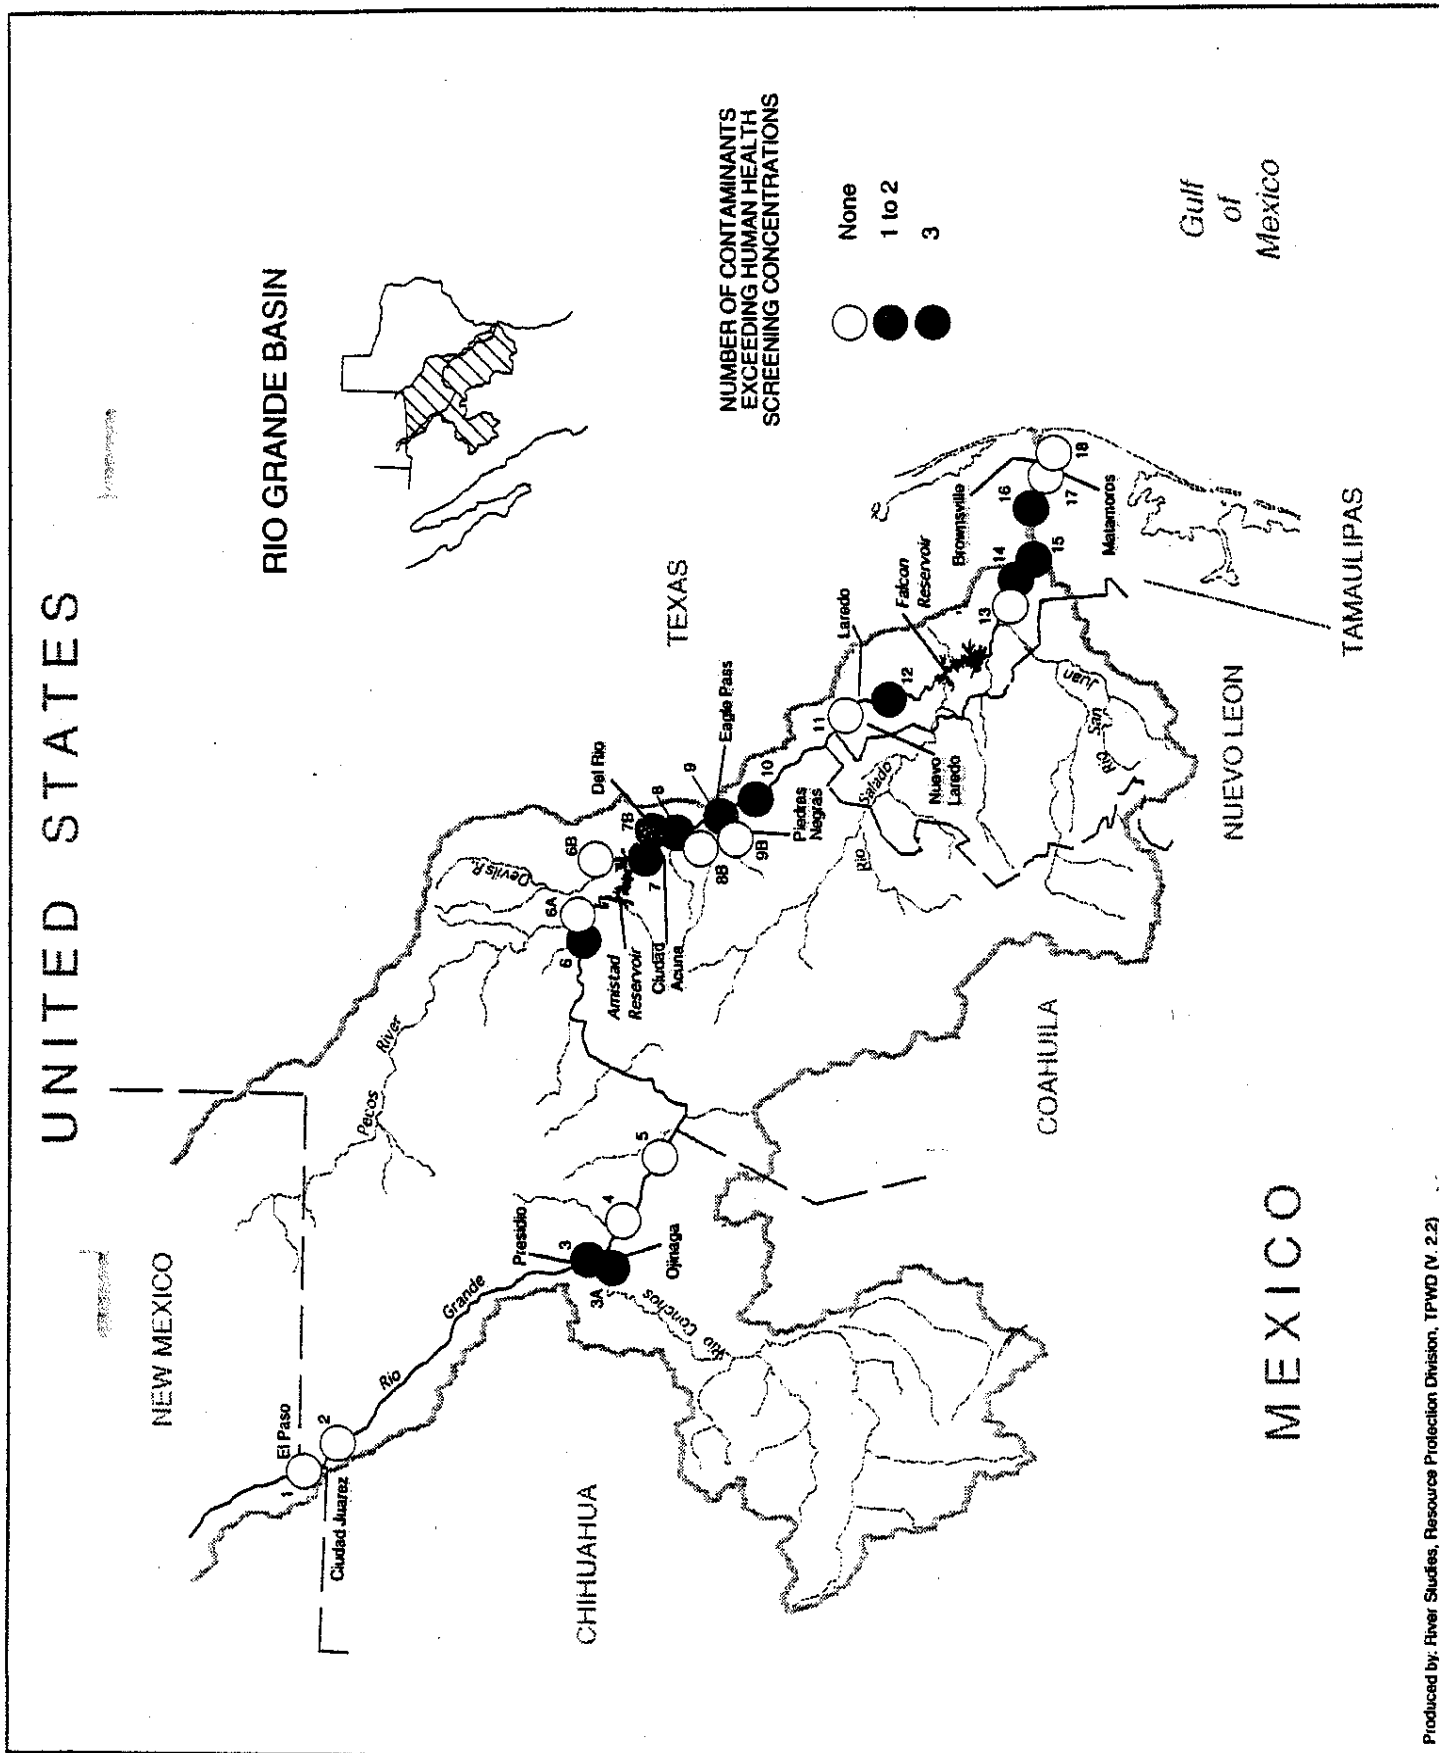 UNITED STATES
RIO GRANDE BASIN
NEW MEXICO
TEXAS
CHIHUAHUA
COAHUILA
NUEVO LEON
TAMAULIPAS
MEXICO
Gulf
of
Mexico
NUMBER OF CONTAMINANTS
EXCEEDING HUMAN HEALTH
SCREENING CONCENTRATIONS
None
1 to 2
3
1
El Paso
Ciudad Juarez
2
Rio
Grande
Pecos
River
Presidio
3
3A
Ojinaga
Rio Conchos
4
5
6
6A
Devils R.
6B
Amistad
Reservoir
Ciudad
Acuna
7
7B
Del Rio
8
8B
9
Eagle Pass
9B
Piedras
Negras
10
11
Laredo
Nuevo
Laredo
12
Rio
Salado
Falcon
Reservoir
Rio
San
Juan
13
14
15
16
Brownsville
17
Matamoros
18
Produced by: River Studies, Resource Protection Division, TPWD (V. 2.2)